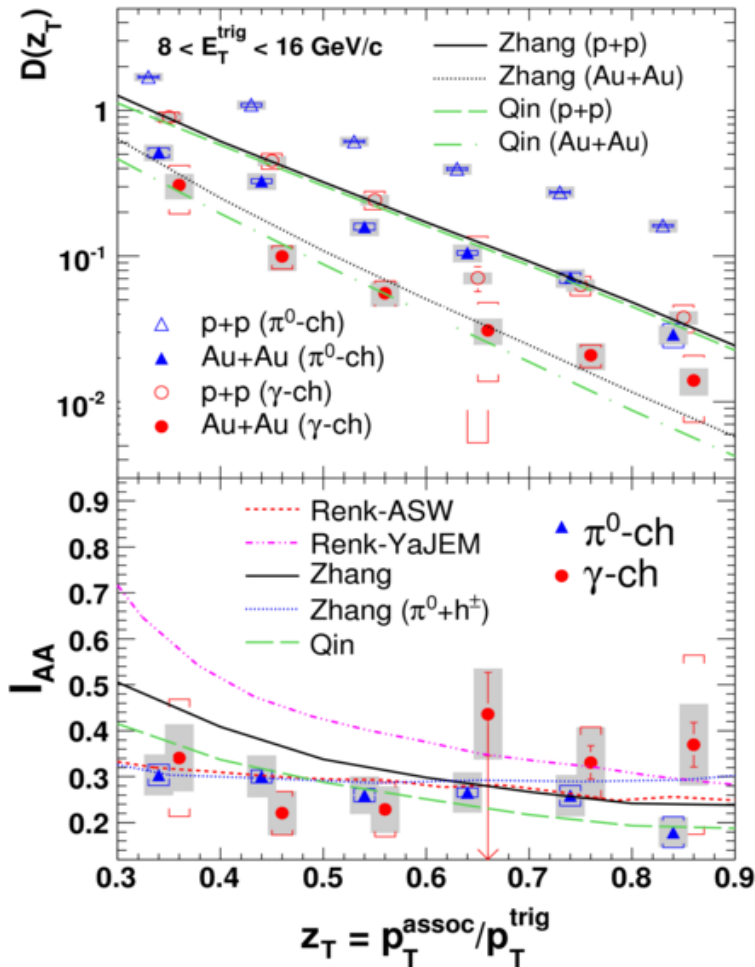 D(z_T)
8 < E_T^trig < 16 GeV/c
Zhang (p+p)
Zhang (Au+Au)
Qin (p+p)
Qin (Au+Au)
1
10^-1
10^-2
p+p (π^0-ch)
Au+Au (π^0-ch)
p+p (γ-ch)
Au+Au (γ-ch)
I_AA
0.9
0.8
0.7
0.6
0.5
0.4
0.3
0.2
Renk-ASW
Renk-YaJEM
Zhang
Zhang (π^0+h^±)
Qin
π^0-ch
γ-ch
0.3 0.4 0.5 0.6 0.7 0.8 0.9
z_T = p_T^assoc/p_T^trig